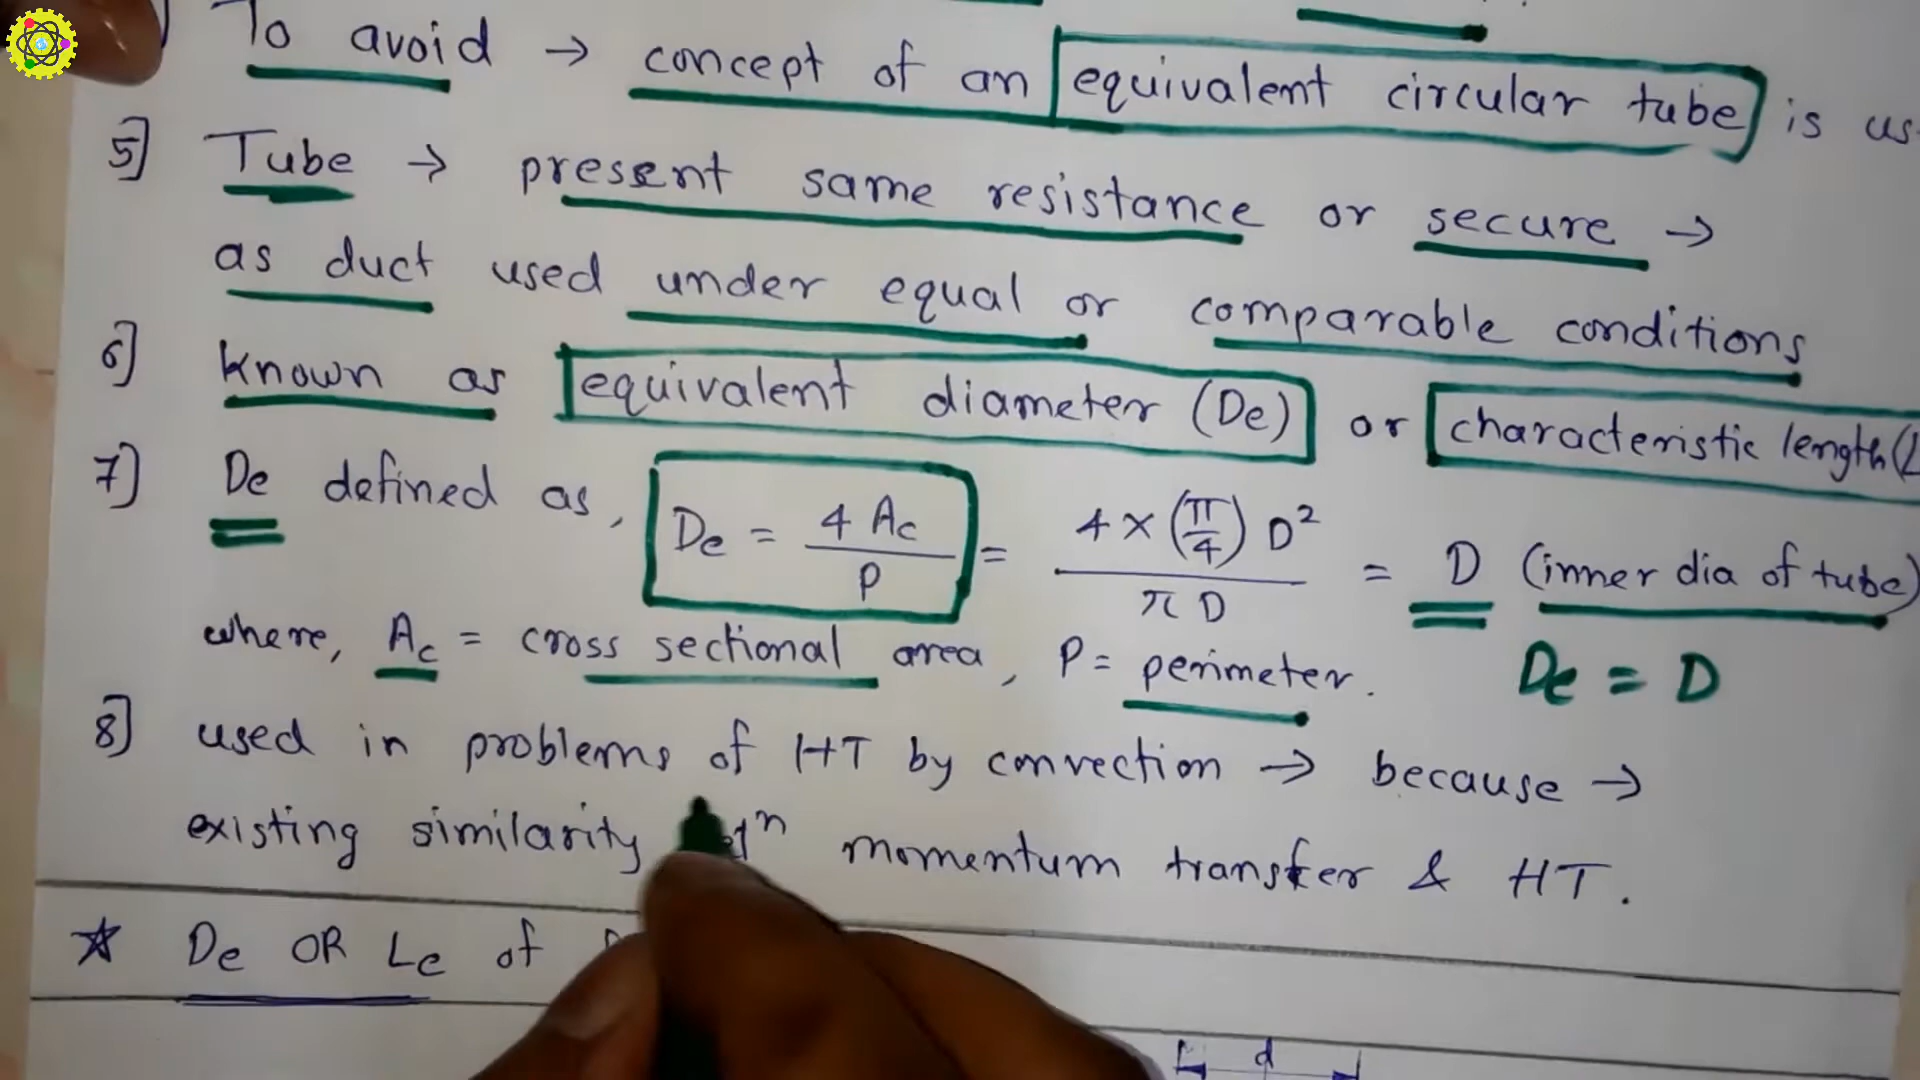 To avoid → concept of an equivalent circular tube is us
5] Tube → present same resistance or secure →
as duct used under equal or comparable conditions
6] Known as equivalent diameter (De) or characteristic length (L
7] De defined as, De = 4 Ac / P = 4 × (π/4) D² / π D = D (inner dia of tube)
where, Ac = cross sectional area, P = perimeter. De = D
8] used in problems of HT by convection → because →
existing similarity momentum transfer & HT.
☆ De OR Le of
d